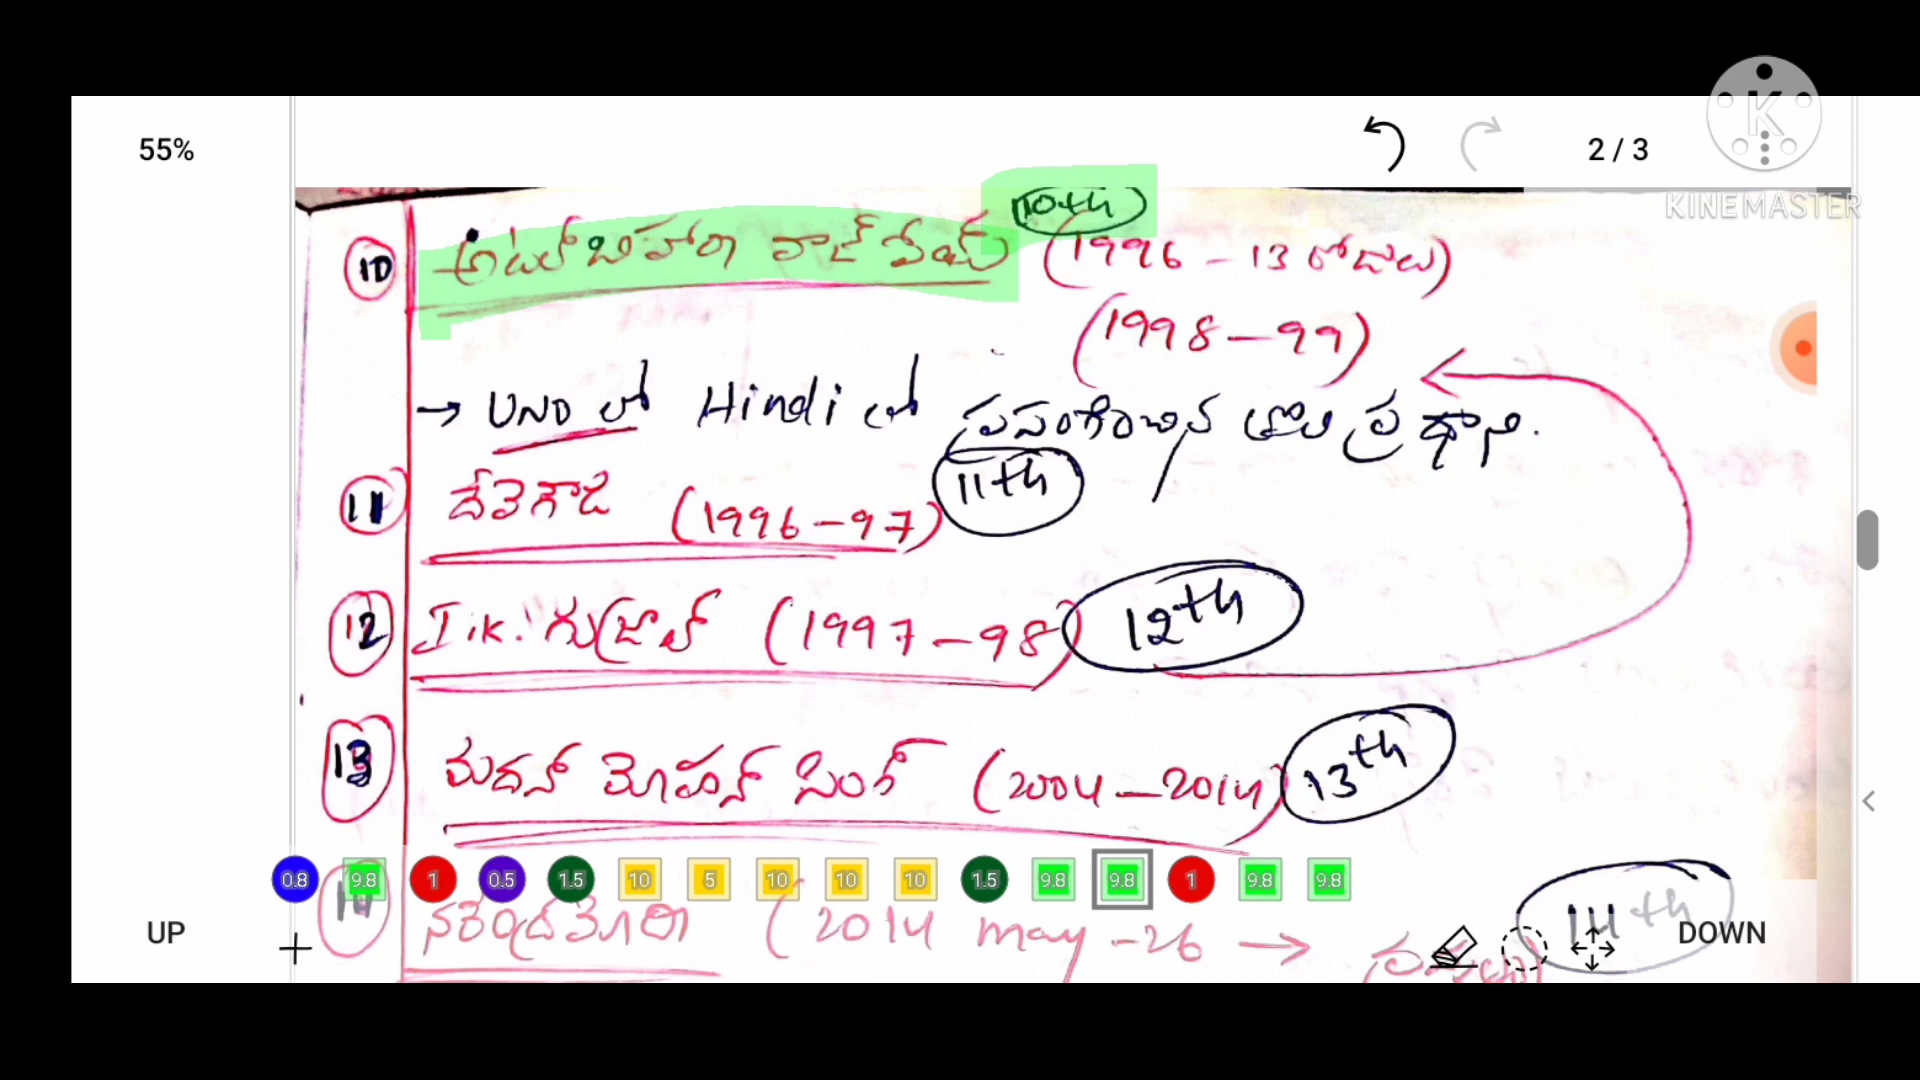 55%
2 / 3
KINEMASTER
10th
10 అటల్ బిహారీ వాజ్ పేయ్ (1996 - 13 రోజులు)
(1998 - 99)
→ UNO లో Hindi లో ప్రసంగించిన తొలి ప్రధాని.
11 దేవెగౌడ (1996-97) 11th
12 I.K. గుజ్రాల్ (1997-98) 12th
13 మదన్ మోహన్ సింగ్ (2004-2014) 13th
0.8 9.8 1 0.5 1.5 10 5 10 10 10 1.5 9.8 9.8 1 9.8 9.8
14 నరేంద్రమోదీ (2014 may -26 → 14th
UP DOWN